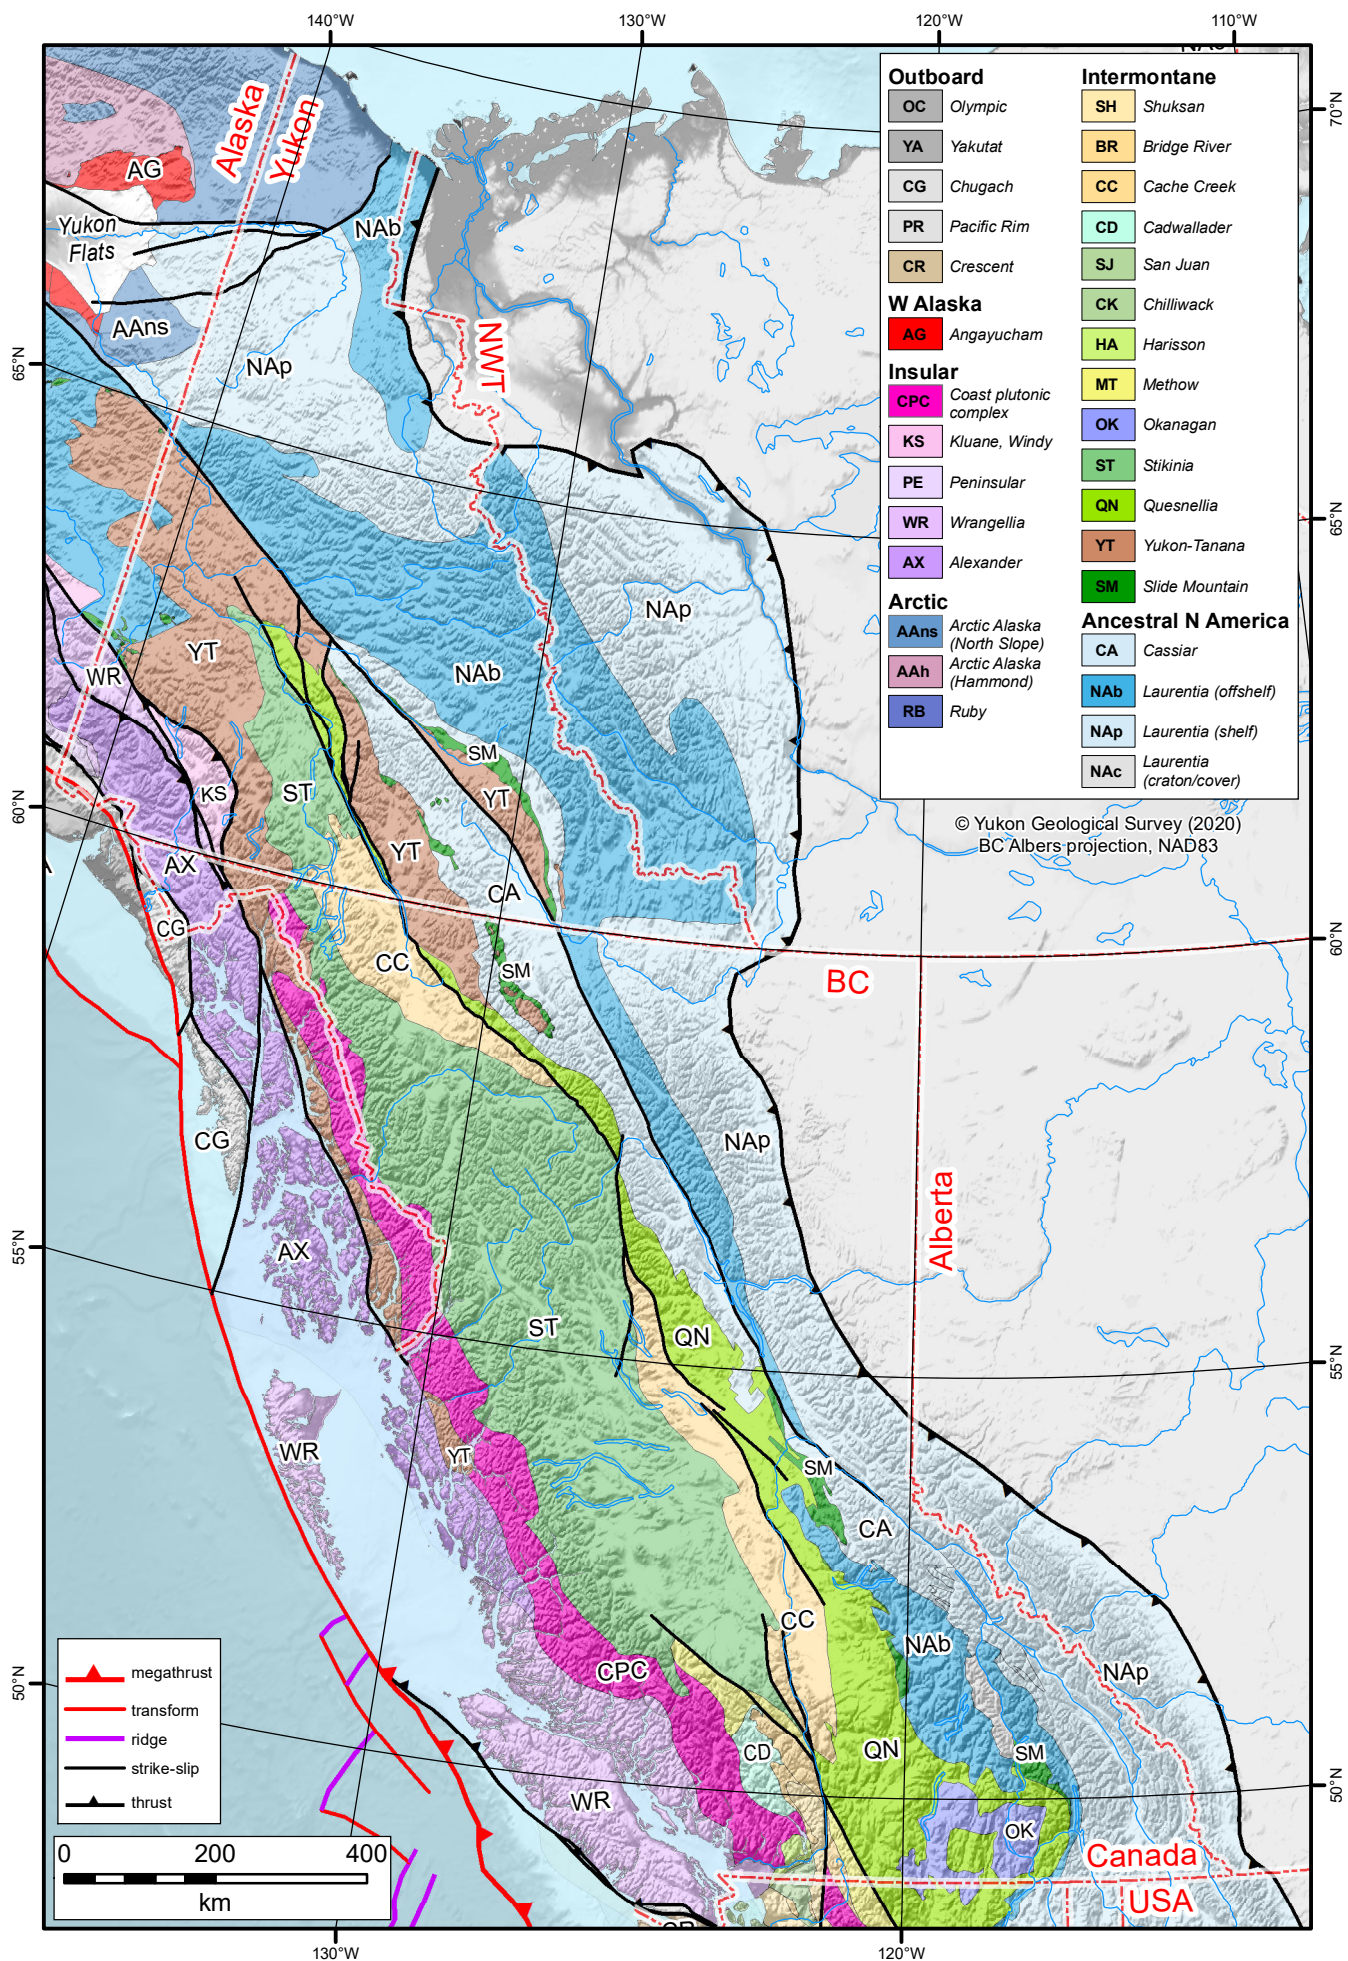 140°W
130°W
120°W
110°W
70°N
65°N
60°N
55°N
50°N
65°N
60°N
55°N
50°N
130°W
120°W
Outboard
OC Olympic
YA Yakutat
CG Chugach
PR Pacific Rim
CR Crescent
W Alaska
AG Angayucham
Insular
CPC Coast plutonic
complex
KS Kluane, Windy
PE Peninsular
WR Wrangellia
AX Alexander
Arctic
AAns Arctic Alaska
(North Slope)
AAh Arctic Alaska
(Hammond)
RB Ruby
Intermontane
SH Shuksan
BR Bridge River
CC Cache Creek
CD Cadwallader
SJ San Juan
CK Chilliwack
HA Harisson
MT Methow
OK Okanagan
ST Stikinia
QN Quesnellia
YT Yukon-Tanana
SM Slide Mountain
Ancestral N America
CA Cassiar
NAb Laurentia (offshelf)
NAp Laurentia (shelf)
NAc Laurentia
(craton/cover)
© Yukon Geological Survey (2020)
BC Albers projection, NAD83
Alaska
Yukon
AG
Yukon
Flats
NAb
AAns
NAp
NWT
NAp
YT
NAb
WR
SM
KS
ST
YT
YT
AX
CA
CG
CC
SM
BC
CG
NAp
Alberta
AX
ST
QN
WR
YT
SM
CA
CC
NAb
CPC
NAp
CD
QN
SM
WR
OK
Canada
USA
megathrust
transform
ridge
strike-slip
thrust
0 200 400
km